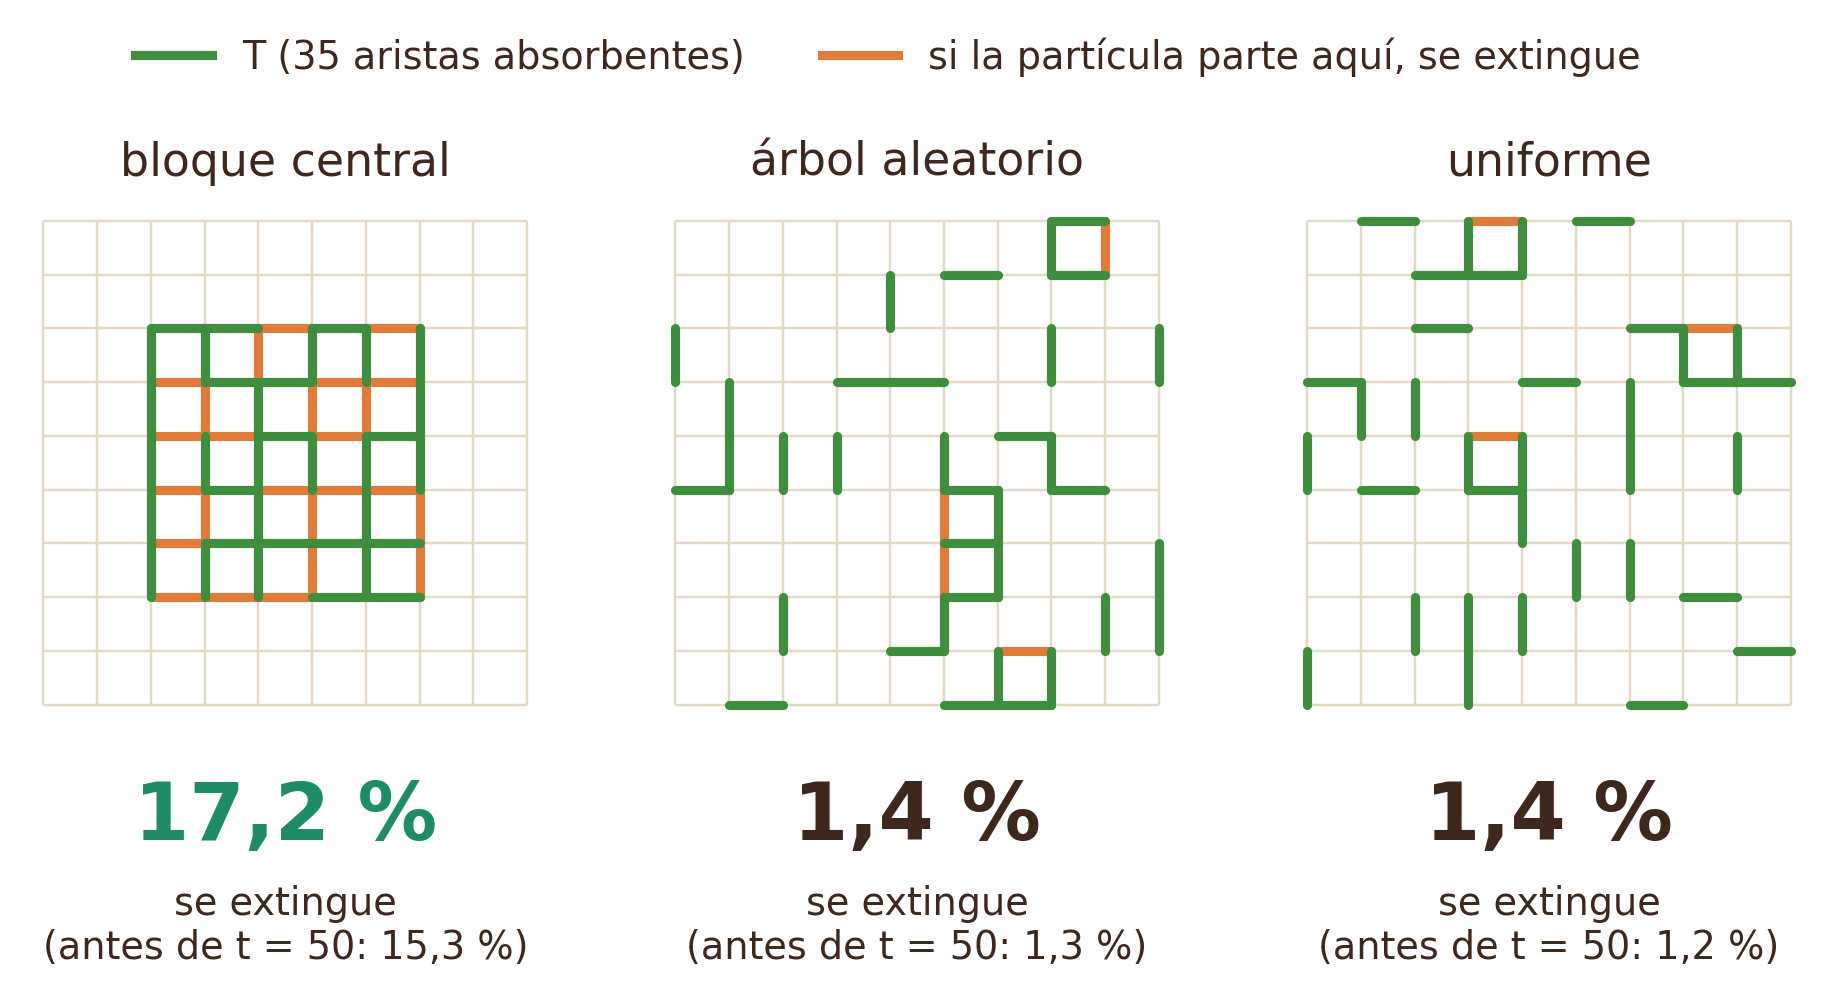 T (35 aristas absorbentes)
si la partícula parte aquí, se extingue
bloque central
árbol aleatorio
uniforme
17,2 %
1,4 %
1,4 %
se extingue
(antes de t = 50: 15,3 %)
se extingue
(antes de t = 50: 1,3 %)
se extingue
(antes de t = 50: 1,2 %)